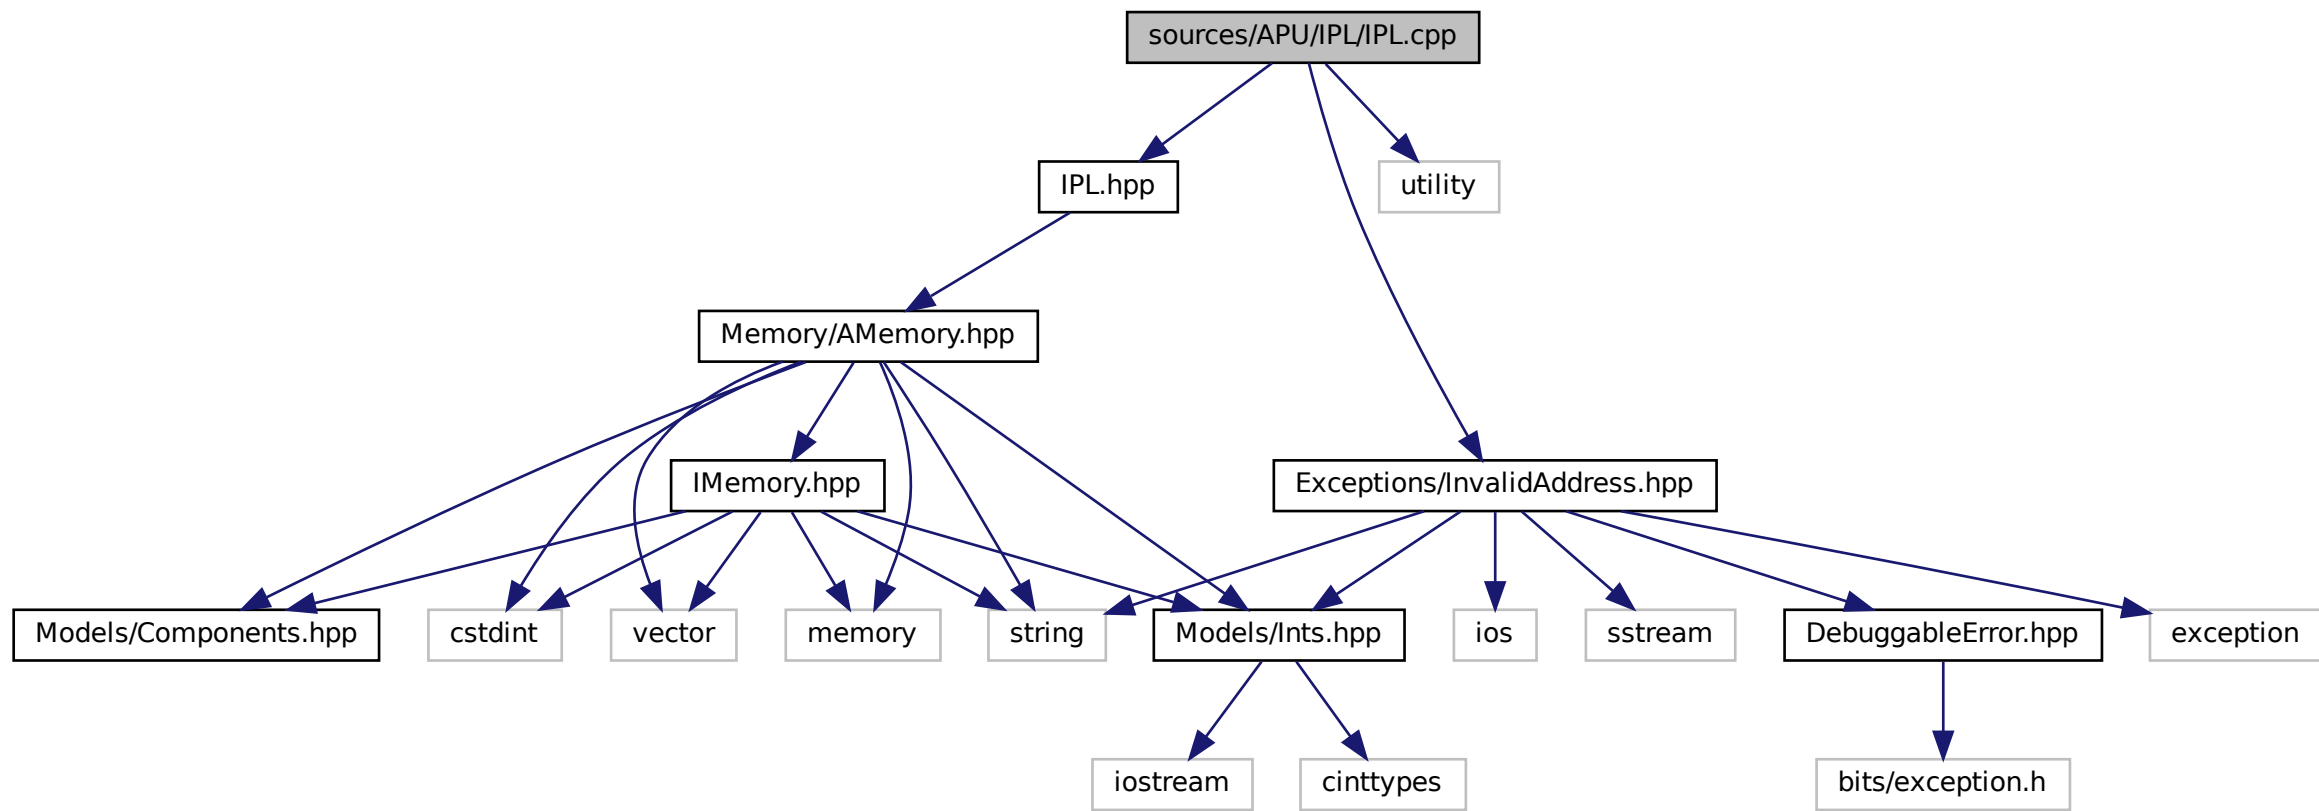 sources/APU/IPL/IPL.cpp
IPL.hpp
utility
Memory/AMemory.hpp
IMemory.hpp
Exceptions/InvalidAddress.hpp
Models/Components.hpp
cstdint
vector
memory
string
Models/Ints.hpp
ios
sstream
DebuggableError.hpp
exception
iostream
cinttypes
bits/exception.h